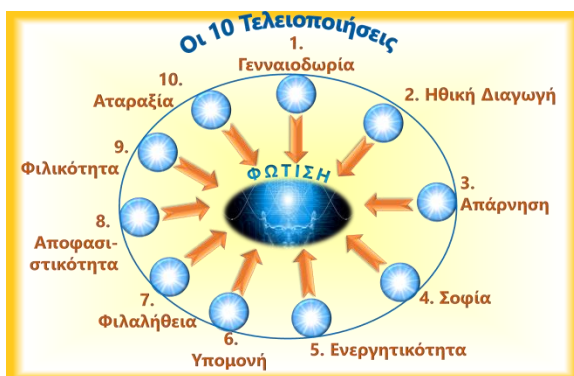 Οι 10 Τελειοποιήσεις
1.
Γενναιοδωρία
2. Ηθική Διαγωγή
3.
Απάρνηση
4. Σοφία
5. Ενεργητικότητα
6.
Υπομονή
7.
Φιλαλήθεια
8.
Αποφασι-
στικότητα
9.
Φιλικότητα
10.
Αταραξία
ΦΩΤΙΣΗ